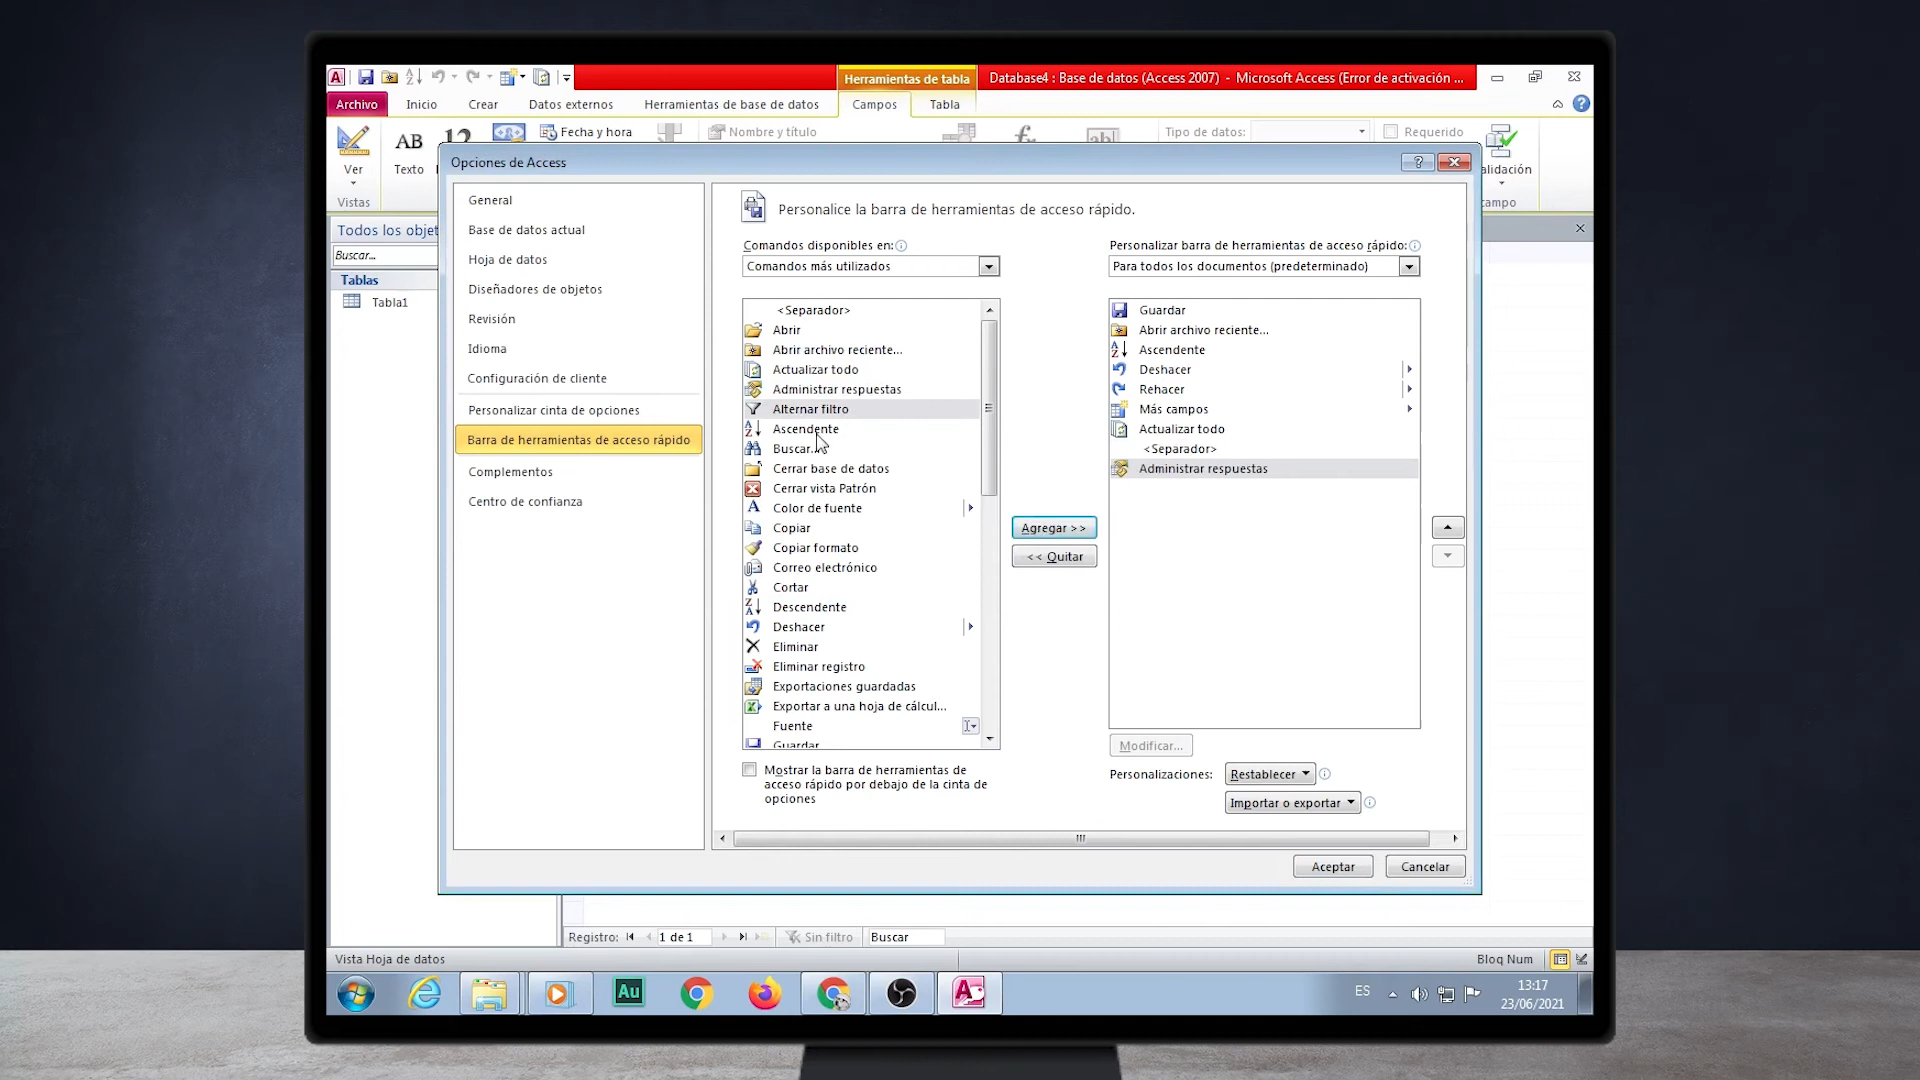 Herramientas de tabla
Database4 : Base de datos (Access 2007) - Microsoft Access (Error de activación ...
Archivo
Inicio
Crear
Datos externos
Herramientas de base de datos
Campos
Tabla
Ver
AB
Texto
12
Fecha y hora
Nombre y título
fx
ab|
Tipo de datos:
Requerido
alidación
Vistas
campo
Todos los objet
Buscar...
Tablas
Tabla1
Opciones de Access
General
Base de datos actual
Hoja de datos
Diseñadores de objetos
Revisión
Idioma
Configuración de cliente
Personalizar cinta de opciones
Barra de herramientas de acceso rápido
Complementos
Centro de confianza
Personalice la barra de herramientas de acceso rápido.
Comandos disponibles en:
Comandos más utilizados
<Separador>
Abrir
Abrir archivo reciente...
Actualizar todo
Administrar respuestas
Alternar filtro
Ascendente
Buscar...
Cerrar base de datos
Cerrar vista Patrón
Color de fuente
Copiar
Copiar formato
Correo electrónico
Cortar
Descendente
Deshacer
Eliminar
Eliminar registro
Exportaciones guardadas
Exportar a una hoja de cálcul...
Fuente
Guardar
Agregar >>
<< Quitar
Personalizar barra de herramientas de acceso rápido:
Para todos los documentos (predeterminado)
Guardar
Abrir archivo reciente...
Ascendente
Deshacer
Rehacer
Más campos
Actualizar todo
<Separador>
Administrar respuestas
Modificar...
Personalizaciones:
Restablecer
Importar o exportar
Mostrar la barra de herramientas de
acceso rápido por debajo de la cinta de
opciones
Aceptar
Cancelar
Registro:
1 de 1
Sin filtro
Buscar
Vista Hoja de datos
Bloq Num
Au
ES
13:17
23/06/2021